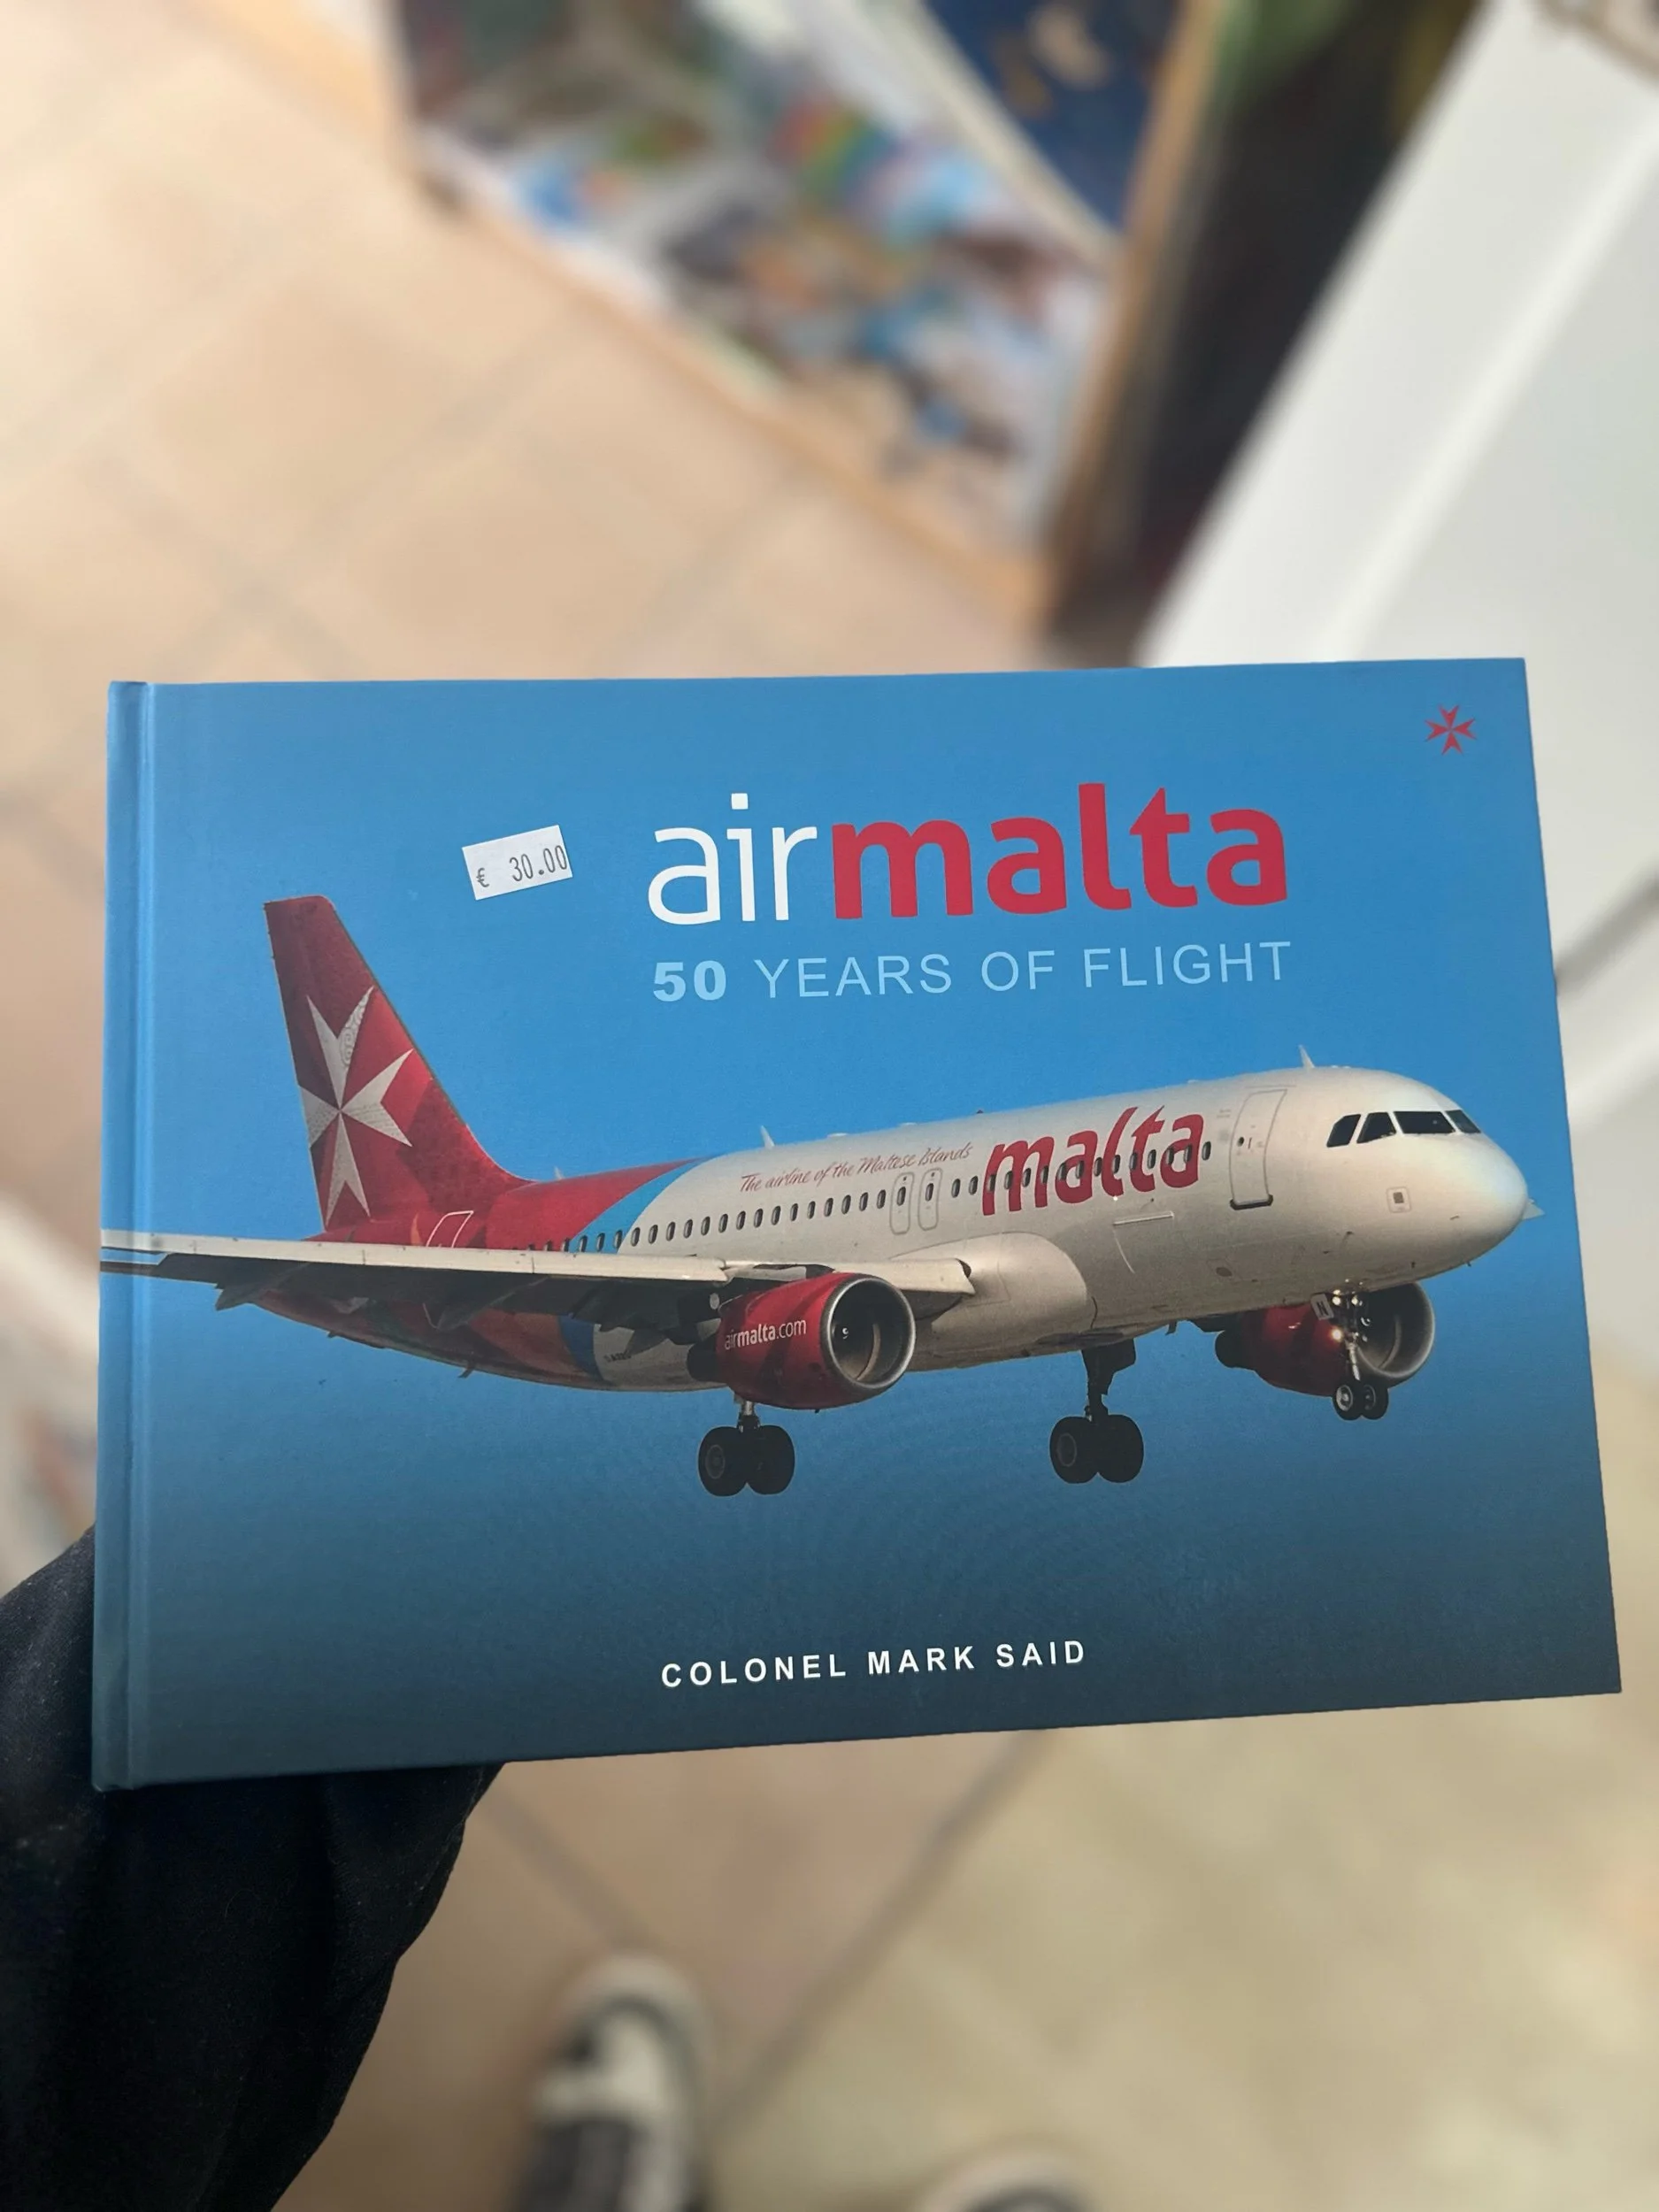 € 30.00
airmalta
50 YEARS OF FLIGHT
The airline of the Maltese Islands
malta
airmalta.com
N
COLONEL MARK SAID